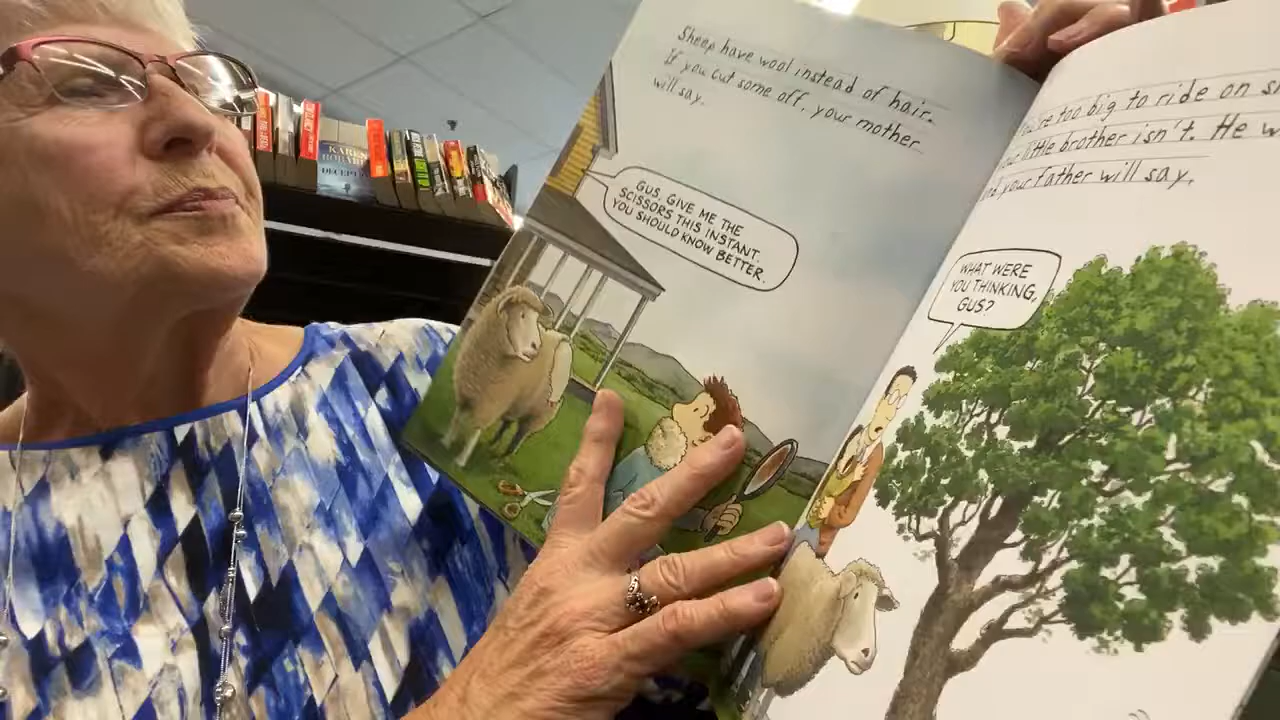 Sheep have wool instead of hair.
If you cut some off, your mother
will say,
GUS, GIVE ME THE
SCISSORS THIS INSTANT.
YOU SHOULD KNOW BETTER.
too big to ride on
little brother isn't. He
your father will say,
WHAT WERE
YOU THINKING,
GUS?